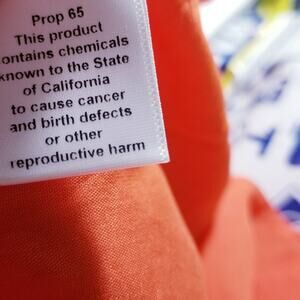 Prop 65
This product
contains chemicals
known to the State
of California
to cause cancer
and birth defects
or other
reproductive harm